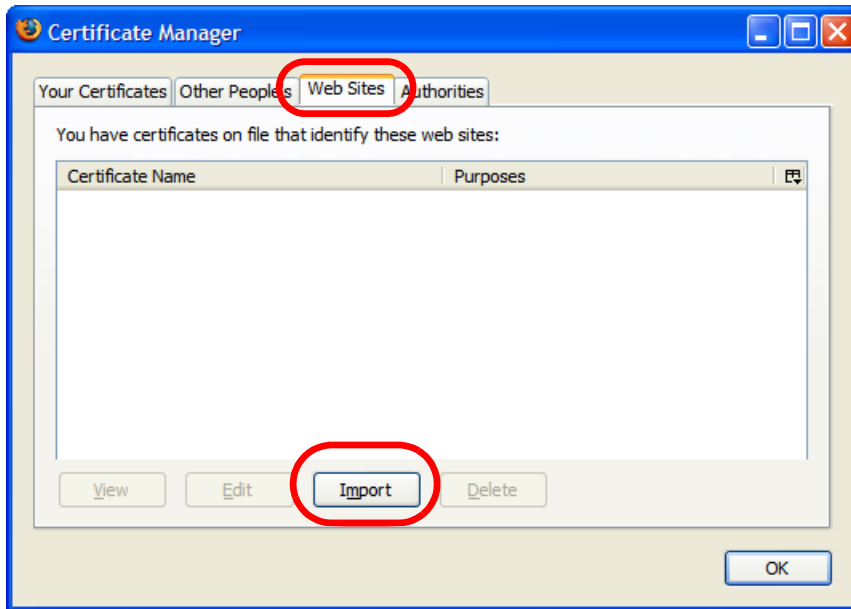 Certificate Manager
Your Certificates Other People's Web Sites Authorities
You have certificates on file that identify these web sites:
Certificate Name Purposes
View Edit Import Delete
OK